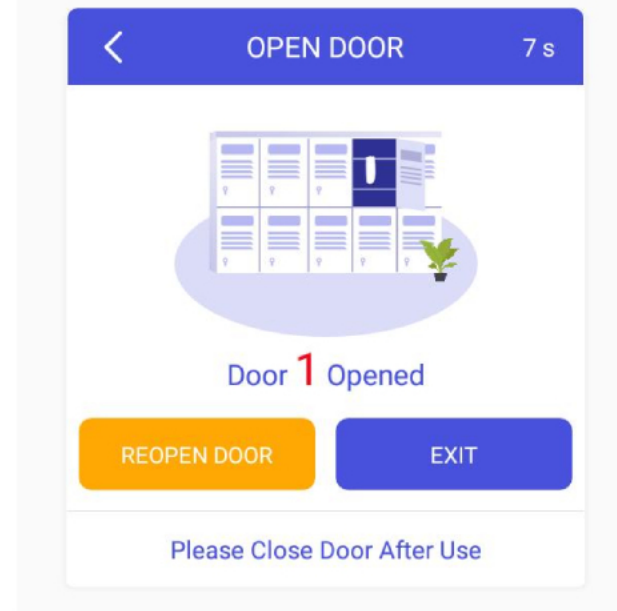 OPEN DOOR 7 s
Door 1 Opened
REOPEN DOOR EXIT
Please Close Door After Use